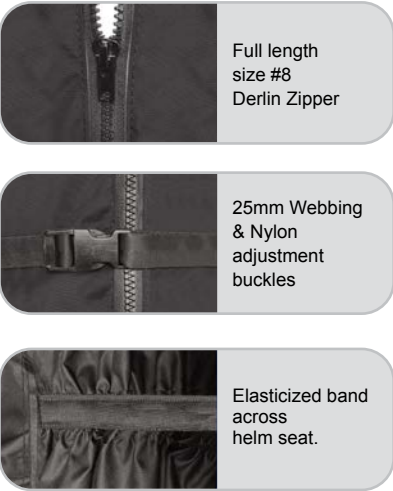 Full length
size #8
Derlin Zipper
25mm Webbing
& Nylon
adjustment
buckles
Elasticized band
across
helm seat.